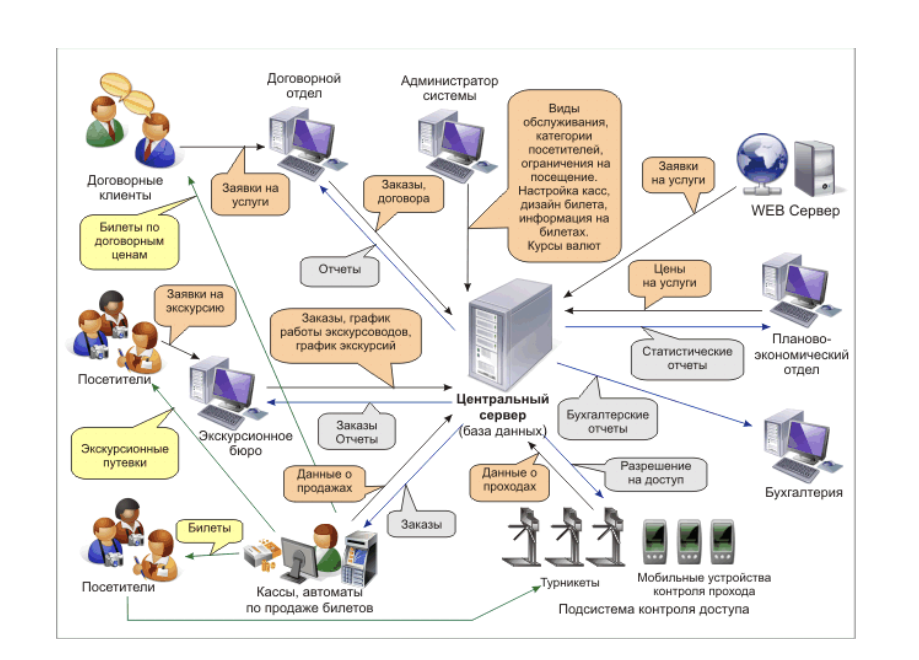 Договорной
отдел
Администратор
системы
Виды
обслуживания,
категории
посетителей,
ограничения на
посещение.
Настройка касс,
дизайн билета,
информация на
билетах.
Курсы валют
Заявки
на услуги
WEB Сервер
Договорные
клиенты
Заявки на
услуги
Заказы,
договора
Билеты по
договорным
ценам
Отчеты
Цены
на услуги
Заявки на
экскурсию
Заказы, график
работы экскурсоводов,
график экскурсий
Планово-
экономический
отдел
Статистические
отчеты
Посетители
Центральный
сервер
(база данных)
Бухгалтерские
отчеты
Заказы
Отчеты
Экскурсионное
бюро
Экскурсионные
путевки
Данные о
продажах
Данные о
проходах
Разрешение
на доступ
Бухгалтерия
Билеты
Заказы
Посетители
Кассы, автоматы
по продаже билетов
Турникеты
Мобильные устройства
контроля прохода
Подсистема контроля доступа